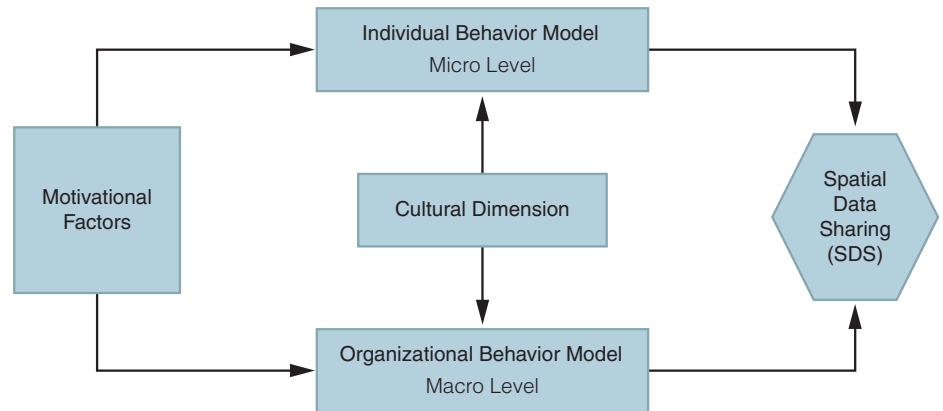 Individual Behavior Model
Micro Level
Motivational
Factors
Cultural Dimension
Spatial
Data
Sharing
(SDS)
Organizational Behavior Model
Macro Level